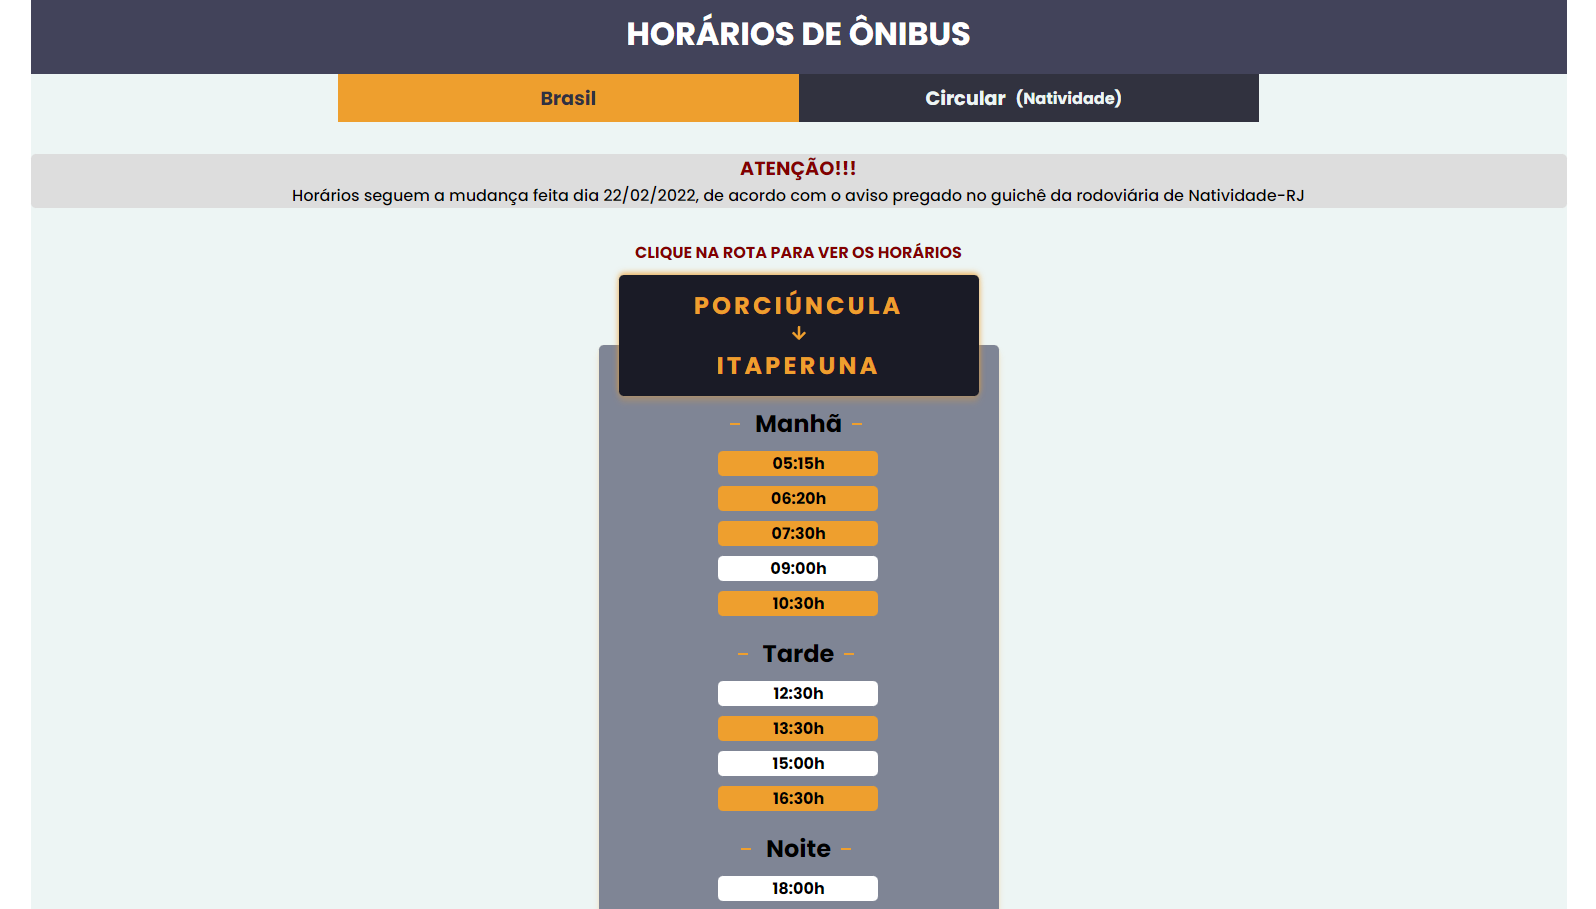 HORÁRIOS DE ÔNIBUS
Brasil
Circular (Natividade)
ATENÇÃO!!!
Horários seguem a mudança feita dia 22/02/2022, de acordo com o aviso pregado no guichê da rodoviária de Natividade-RJ
CLIQUE NA ROTA PARA VER OS HORÁRIOS
PORCIÚNCULA
↓
ITAPERUNA
- Manhã -
05:15h
06:20h
07:30h
09:00h
10:30h
- Tarde -
12:30h
13:30h
15:00h
16:30h
- Noite -
18:00h